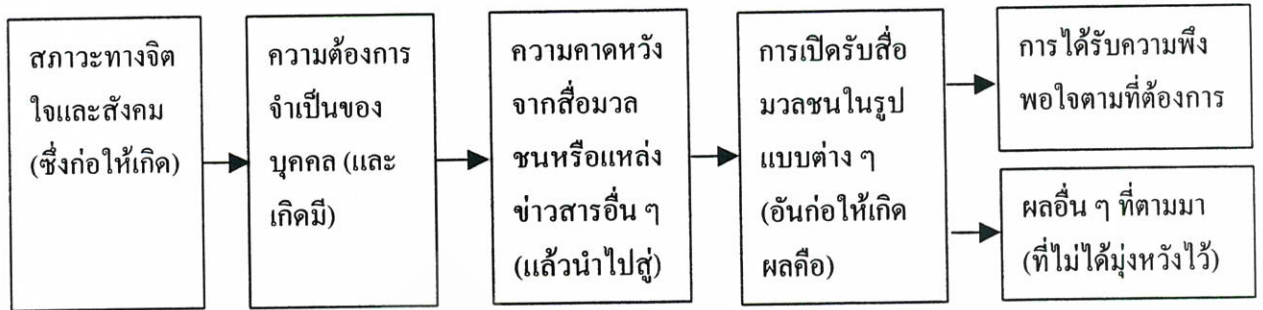 สภาวะทางจิต
ใจและสังคม
(ซึ่งก่อให้เกิด)
ความต้องการ
จำเป็นของ
บุคคล (และ
เกิดมี)
ความคาดหวัง
จากสื่อมวล
ชนหรือแหล่ง
ข่าวสารอื่น ๆ
(แล้วนำไปสู่)
การเปิดรับสื่อ
มวลชนในรูป
แบบต่าง ๆ
(อันก่อให้เกิด
ผลคือ)
การได้รับความพึง
พอใจตามที่ต้องการ
ผลอื่น ๆ ที่ตามมา
(ที่ไม่ได้มุ่งหวังไว้)